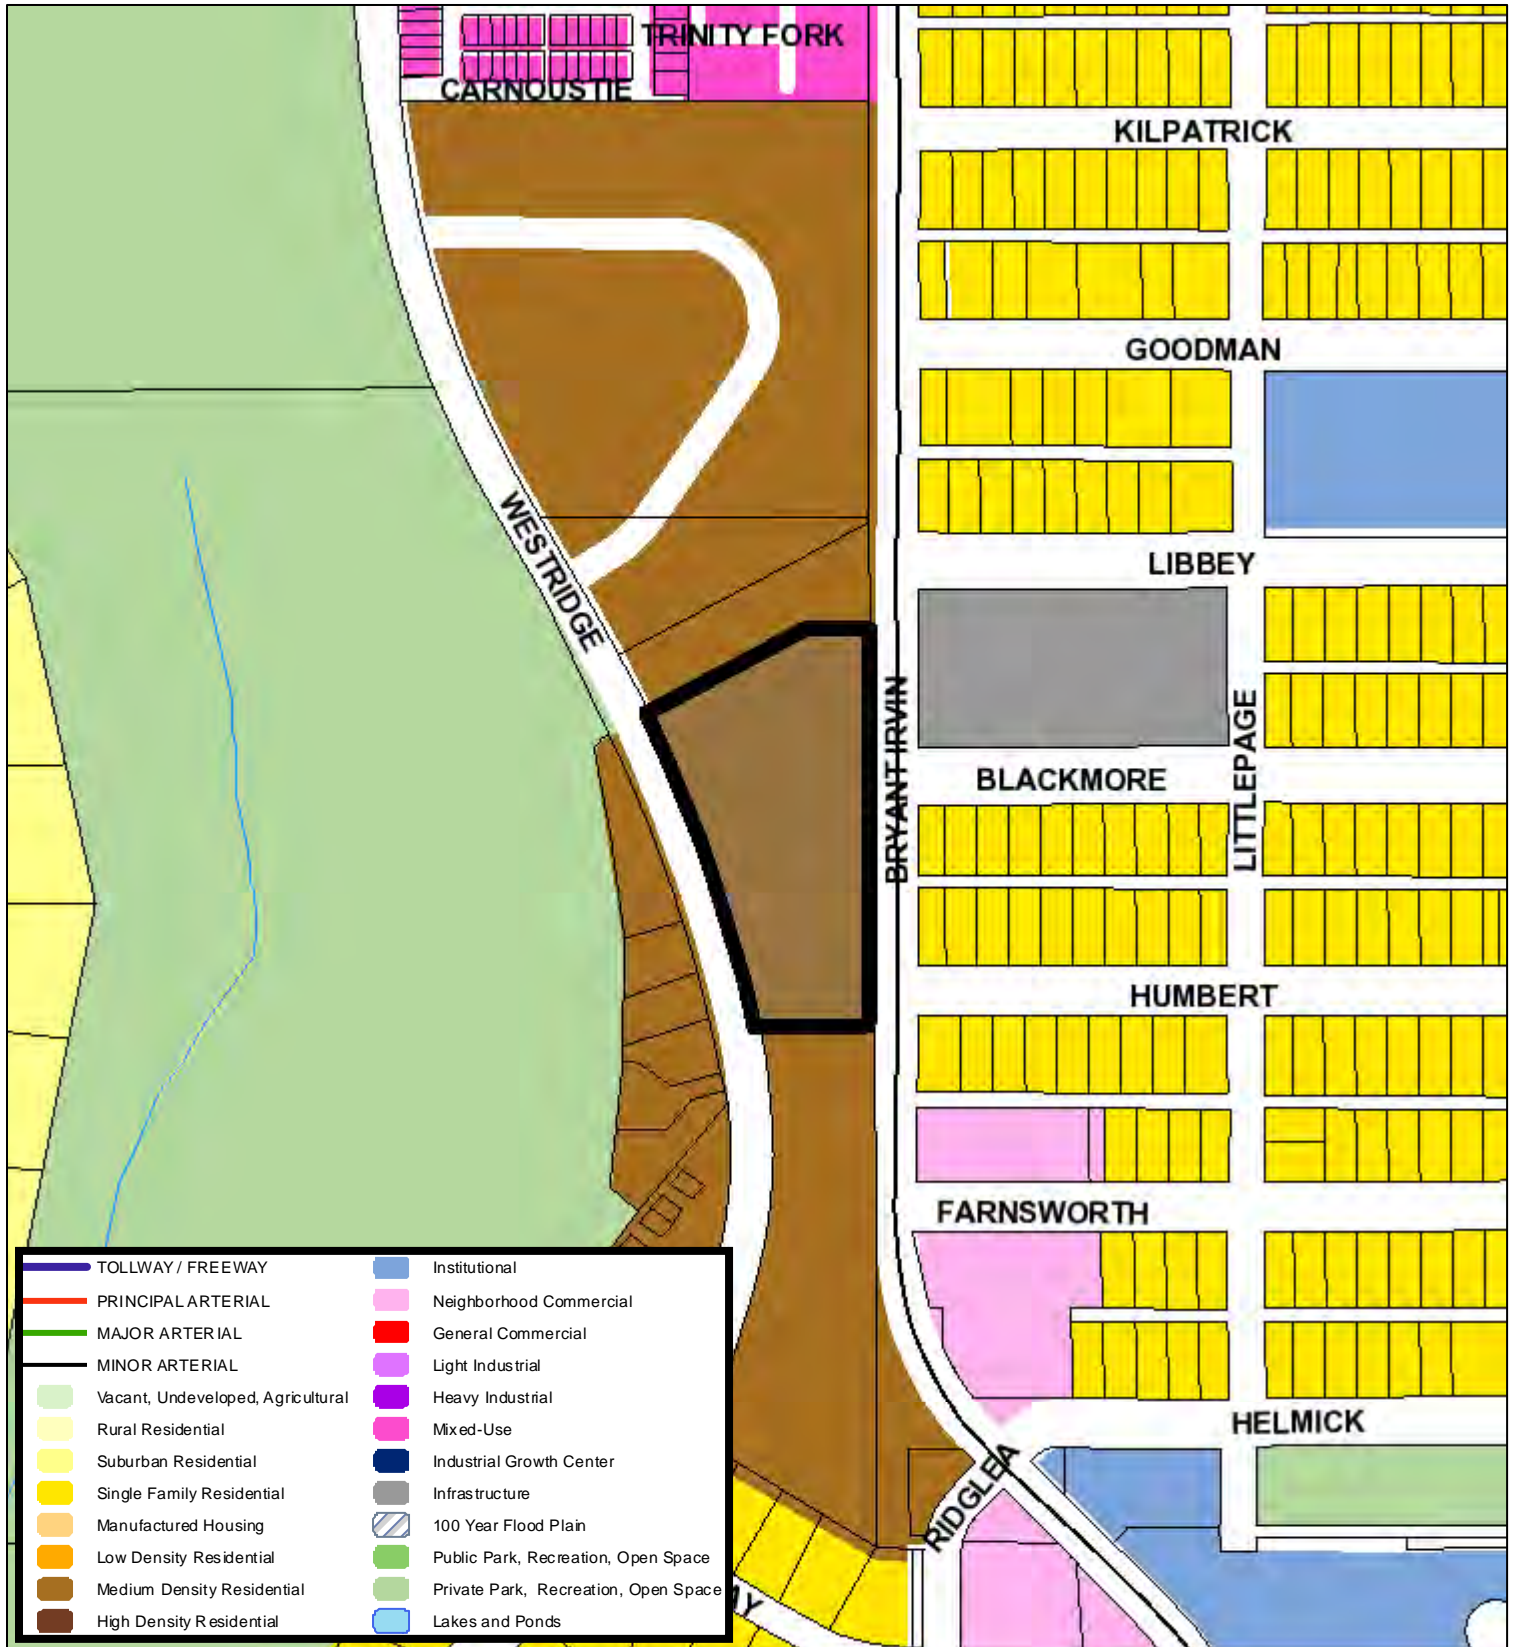 TRINITY FORK
CARNOUSTIE
KILPATRICK
GOODMAN
WESTRIDGE
LIBBEY
BRYANT IRVIN
LITTLEPAGE
BLACKMORE
HUMBERT
FARNSWORTH
HELMICK
RIDGLEA
AY
TOLLWAY / FREEWAY
PRINCIPAL ARTERIAL
MAJOR ARTERIAL
MINOR ARTERIAL
Vacant, Undeveloped, Agricultural
Rural Residential
Suburban Residential
Single Family Residential
Manufactured Housing
Low Density Residential
Medium Density Residential
High Density Residential
Institutional
Neighborhood Commercial
General Commercial
Light Industrial
Heavy Industrial
Mixed-Use
Industrial Growth Center
Infrastructure
100 Year Flood Plain
Public Park, Recreation, Open Space
Private Park, Recreation, Open Space
Lakes and Ponds